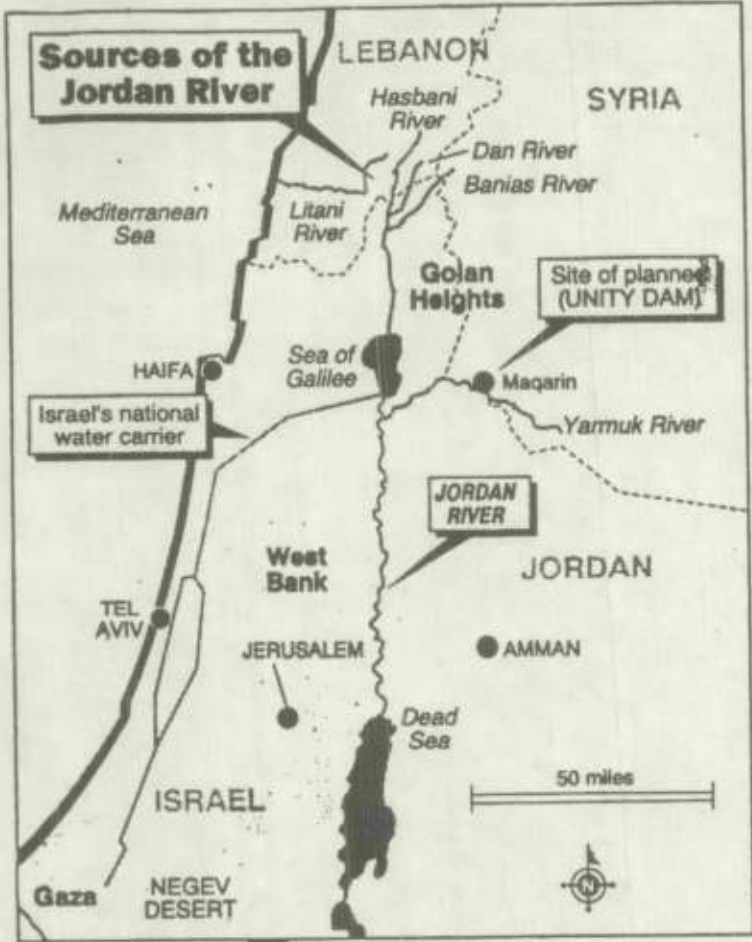 Sources of the
Jordan River
LEBANON
SYRIA
Hasbani
River
Dan River
Banias River
Mediterranean
Sea
Litani
River
Golan
Heights
Site of planned
(UNITY DAM)
HAIFA
Sea of
Galilee
Maqarin
Israel's national
water carrier
Yarmuk River
JORDAN
RIVER
West
Bank
JORDAN
TEL
AVIV
JERUSALEM
AMMAN
Dead
Sea
50 miles
ISRAEL
Gaza
NEGEV
DESERT
N